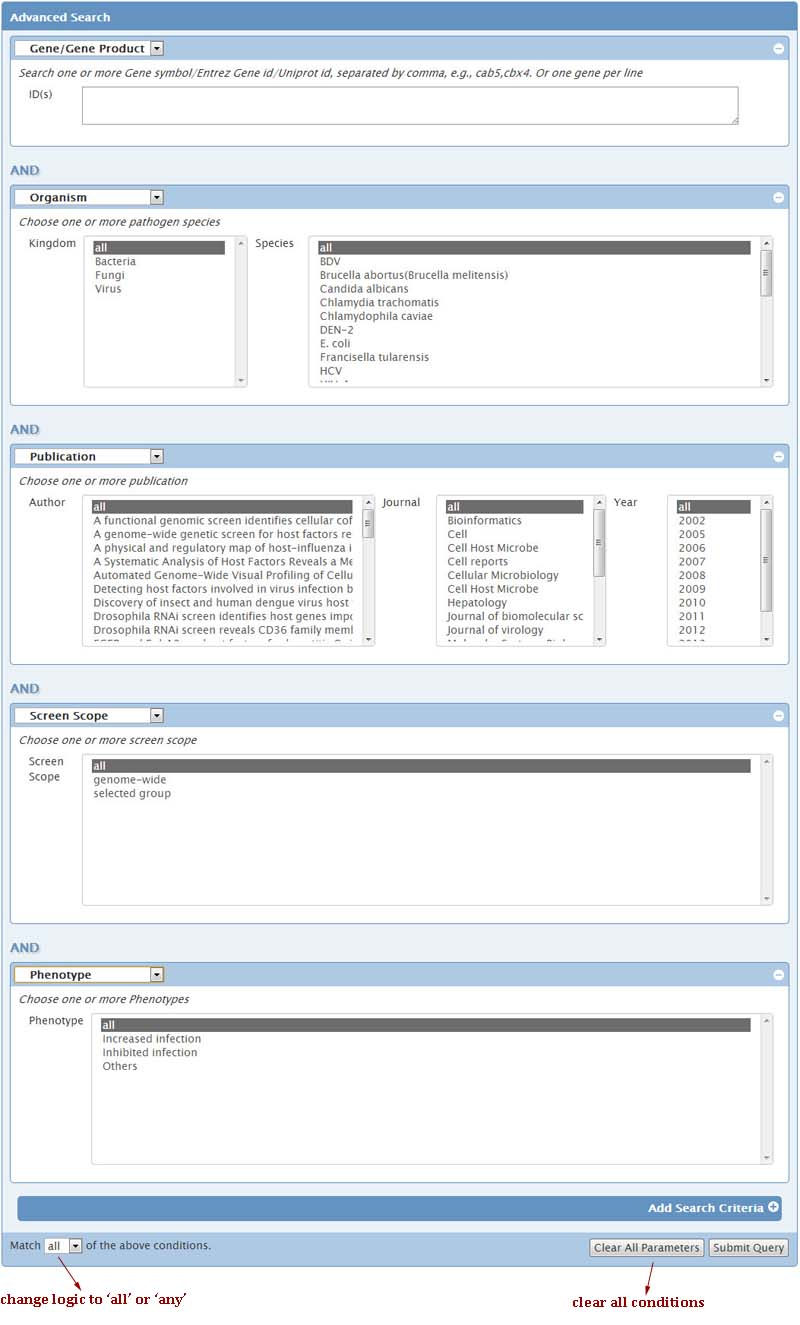 Advanced Search
Gene/Gene Product
Search one or more Gene symbol/Entrez Gene id/Uniprot id, separated by comma, e.g., cab5,cbx4. Or one gene per line
ID(s)
AND
Organism
Choose one or more pathogen species
Kingdom
all
Bacteria
Fungi
Virus
Species
all
BDV
Brucella abortus(Brucella melitensis)
Candida albicans
Chlamydia trachomatis
Chlamydophila caviae
DEN-2
E. coli
Francisella tularensis
HCV
AND
Publication
Choose one or more publication
Author
all
A functional genomic screen identifies cellular cof
A genome-wide genetic screen for host factors re
A physical and regulatory map of host-influenza i
A Systematic Analysis of Host Factors Reveals a Me
Automated Genome-Wide Visual Profiling of Cellu
Detecting host factors involved in virus infection b
Discovery of insect and human dengue virus host
Drosophila RNAi screen identifies host genes impo
Drosophila RNAi screen reveals CD36 family memb
Journal
all
Bioinformatics
Cell
Cell Host Microbe
Cell reports
Cellular Microbiology
Cell Host Microbe
Hepatology
Journal of biomolecular sc
Journal of virology
Year
all
2002
2005
2006
2007
2008
2009
2010
2011
2012
AND
Screen Scope
Choose one or more screen scope
Screen
Scope
all
genome-wide
selected group
AND
Phenotype
Choose one or more Phenotypes
Phenotype
all
Increased infection
Inhibited infection
Others
Add Search Criteria
Match all of the above conditions.
Clear All Parameters
Submit Query
change logic to ‘all’ or ‘any’
clear all conditions